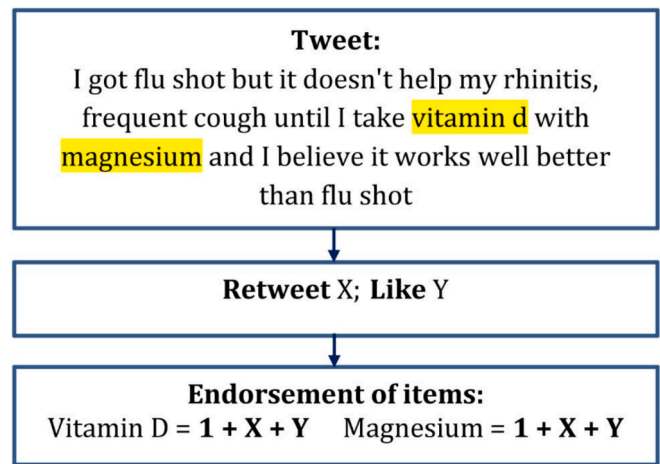 Tweet:
I got flu shot but it doesn't help my rhinitis,
frequent cough until I take vitamin d with
magnesium and I believe it works well better
than flu shot
Retweet X; Like Y
Endorsement of items:
Vitamin D = 1 + X + Y Magnesium = 1 + X + Y